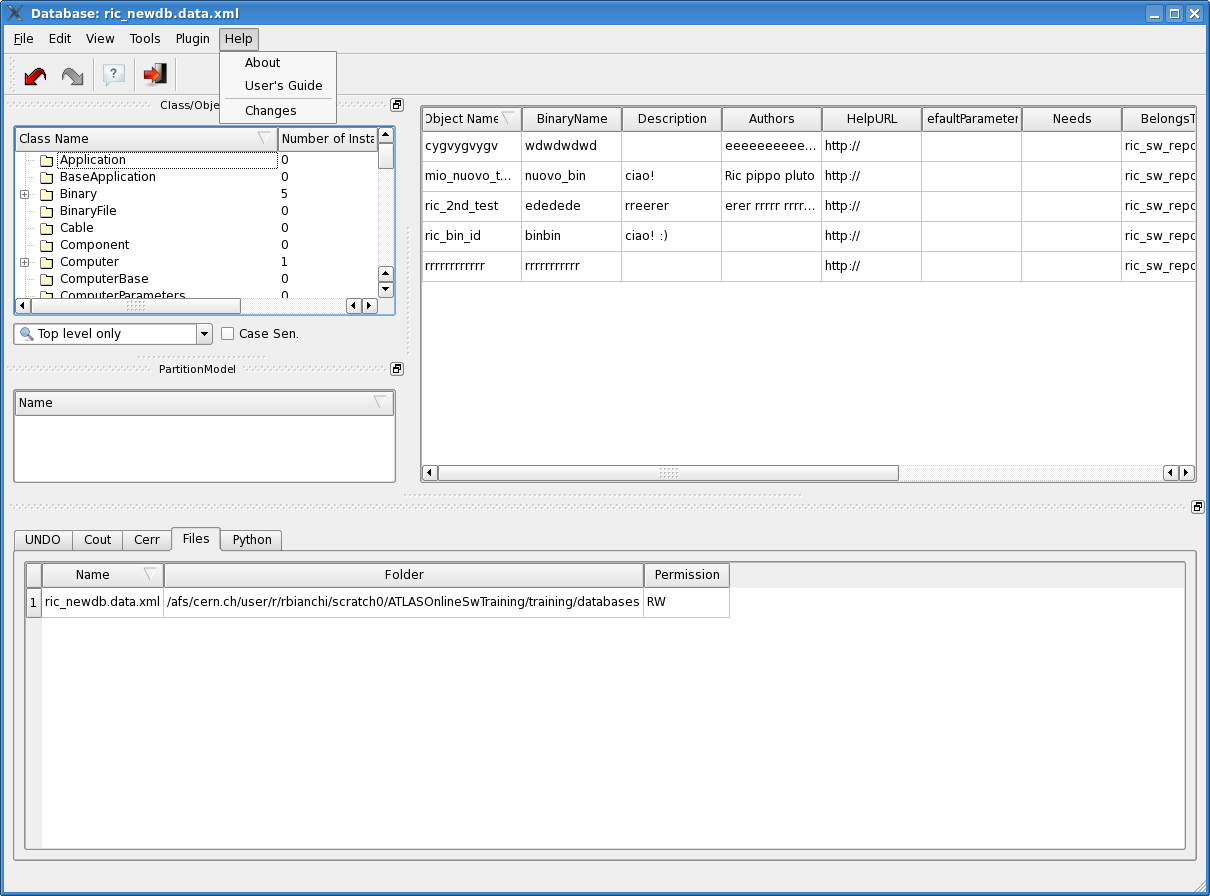 Database: ric_newdb.data.xml
File Edit View Tools Plugin Help
About
User's Guide
Changes
Class/Obje
Class Name Number of Insta
Application 0
BaseApplication 0
Binary 5
BinaryFile 0
Cable 0
Component 0
Computer 1
ComputerBase 0
ComputerParameters 0
Top level only Case Sen.
PartitionModel
Name
Object Name BinaryName Description Authors HelpURL efaultParameter Needs BelongsT
cygvygvygv wdwdwdwd eeeeeeeeee... http:// ric_sw_repo
mio_nuovo_t... nuovo_bin ciao! Ric pippo pluto http:// ric_sw_repo
ric_2nd_test edededede rreerer erer rrrrr rrrr... http:// ric_sw_repo
ric_bin_id binbin ciao! :) http:// ric_sw_repo
rrrrrrrrrrrr rrrrrrrrrrr http:// ric_sw_repo
UNDO Cout Cerr Files Python
Name Folder Permission
1 ric_newdb.data.xml /afs/cern.ch/user/r/rbianchi/scratch0/ATLASOnlineSwTraining/training/databases RW